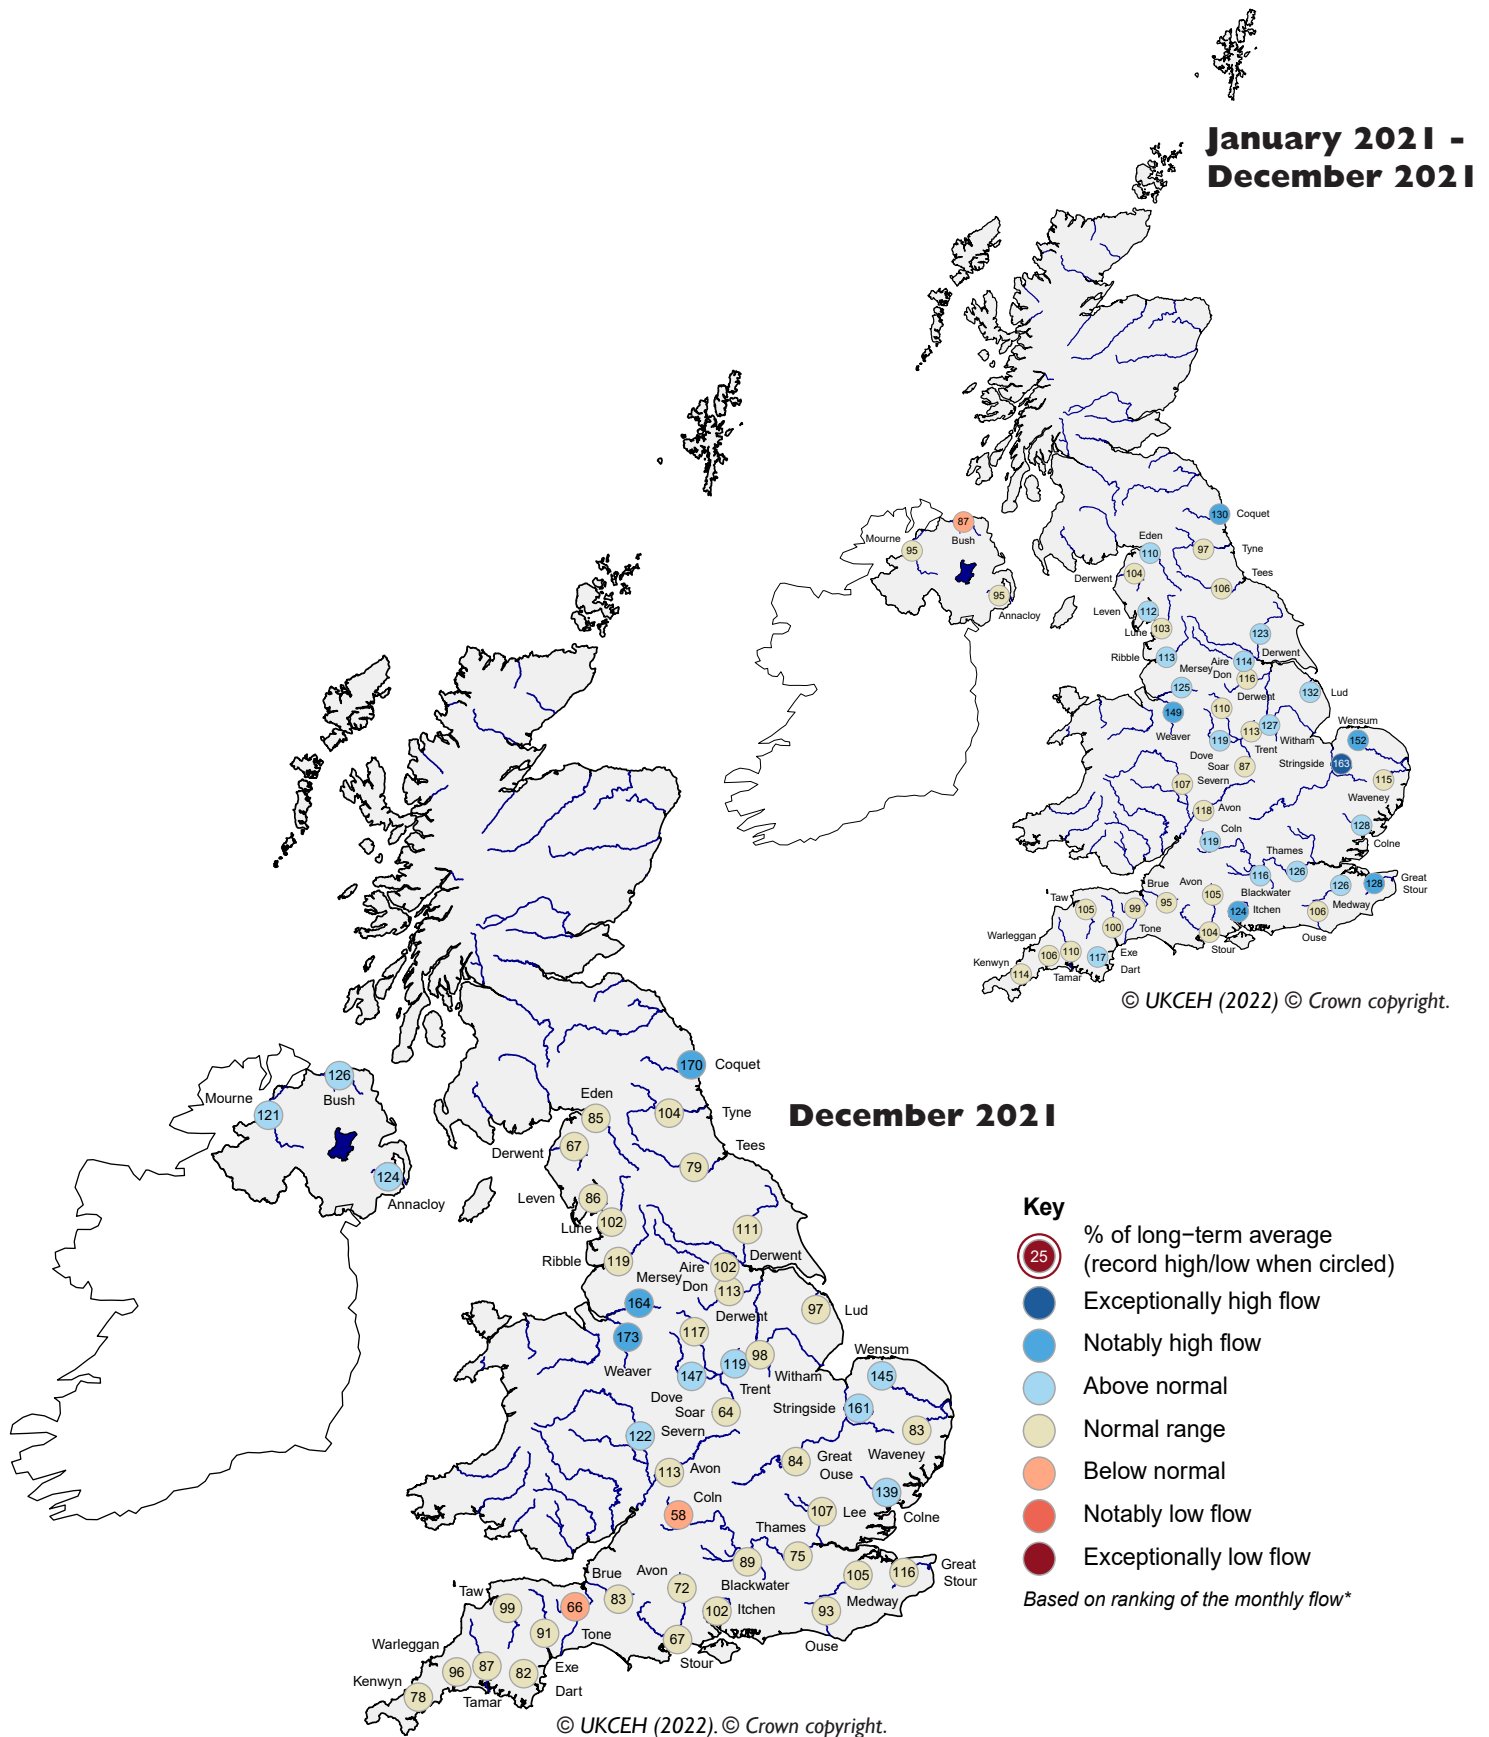 January 2021 -
December 2021
130
Coquet
87
Bush
Mourne
95
95
Annacloy
Eden
110
97
Tyne
104
Derwent
Tees
106
Leven
112
Lune
103
123
Derwent
Ribble
113
Aire
114
Mersey
Don
116
125
Derwent
132
Lud
149
Weaver
110
127
Witham
113
Trent
119
Dove
Wensum
152
Stringside
163
Soar
87
115
Waveney
107
Severn
118
Avon
128
Colne
Coln
119
Thames
116
126
Blackwater
126
Medway
128
Great
Stour
Brue
95
Avon
105
Taw
105
99
Tone
124
Itchen
106
Ouse
100
Exe
104
Stour
Warleggan
106
110
Tamar
117
Dart
Kenwyn
114
© UKCEH (2022) © Crown copyright.
December 2021
170
Coquet
126
Bush
Mourne
121
124
Annacloy
Eden
85
104
Tyne
67
Derwent
Tees
79
Leven
86
Lune
102
111
Derwent
Ribble
119
Aire
102
Mersey
Don
113
164
Derwent
97
Lud
173
Weaver
117
98
Witham
119
Trent
147
Dove
Wensum
145
Stringside
161
Soar
64
83
Waveney
122
Severn
113
Avon
84
Great
Ouse
139
Colne
Coln
58
107
Lee
Thames
75
89
Blackwater
105
Medway
116
Great
Stour
Brue
83
Avon
72
Taw
99
66
Tone
102
Itchen
93
Ouse
91
Exe
67
Stour
Warleggan
96
87
Tamar
82
Dart
Kenwyn
78
© UKCEH (2022). © Crown copyright.
Key
25
% of long−term average
(record high/low when circled)
Exceptionally high flow
Notably high flow
Above normal
Normal range
Below normal
Notably low flow
Exceptionally low flow
Based on ranking of the monthly flow*